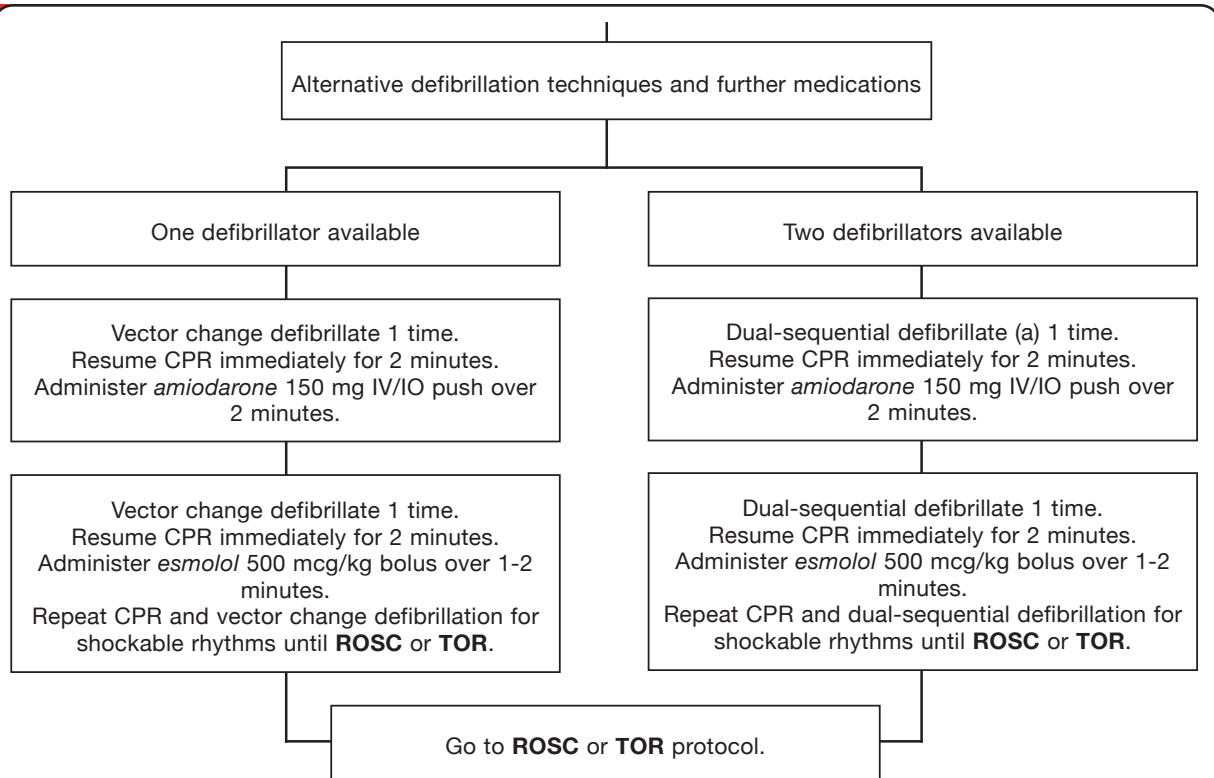 Alternative defibrillation techniques and further medications
One defibrillator available
Two defibrillators available
Vector change defibrillate 1 time.
Resume CPR immediately for 2 minutes.
Administer amiodarone 150 mg IV/IO push over
2 minutes.
Dual-sequential defibrillate (a) 1 time.
Resume CPR immediately for 2 minutes.
Administer amiodarone 150 mg IV/IO push over
2 minutes.
Vector change defibrillate 1 time.
Resume CPR immediately for 2 minutes.
Administer esmolol 500 mcg/kg bolus over 1-2
minutes.
Repeat CPR and vector change defibrillation for
shockable rhythms until ROSC or TOR.
Dual-sequential defibrillate 1 time.
Resume CPR immediately for 2 minutes.
Administer esmolol 500 mcg/kg bolus over 1-2
minutes.
Repeat CPR and dual-sequential defibrillation for
shockable rhythms until ROSC or TOR.
Go to ROSC or TOR protocol.